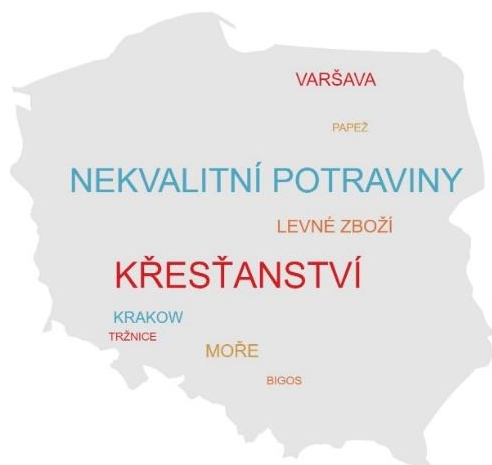 VARŠAVA
PAPEŽ
NEKVALITNÍ POTRAVINY
LEVNÉ ZBOŽÍ
KŘESŤANSTVÍ
KRAKOW
TRŽNICE
MOŘE
BIGOS